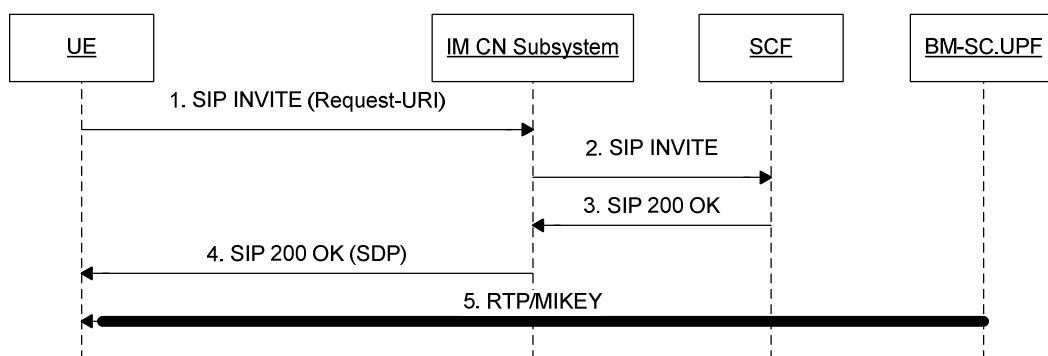 UE
IM CN Subsystem
SCF
BM-SC.UPF
1. SIP INVITE (Request-URI)
2. SIP INVITE
3. SIP 200 OK
4. SIP 200 OK (SDP)
5. RTP/MIKEY